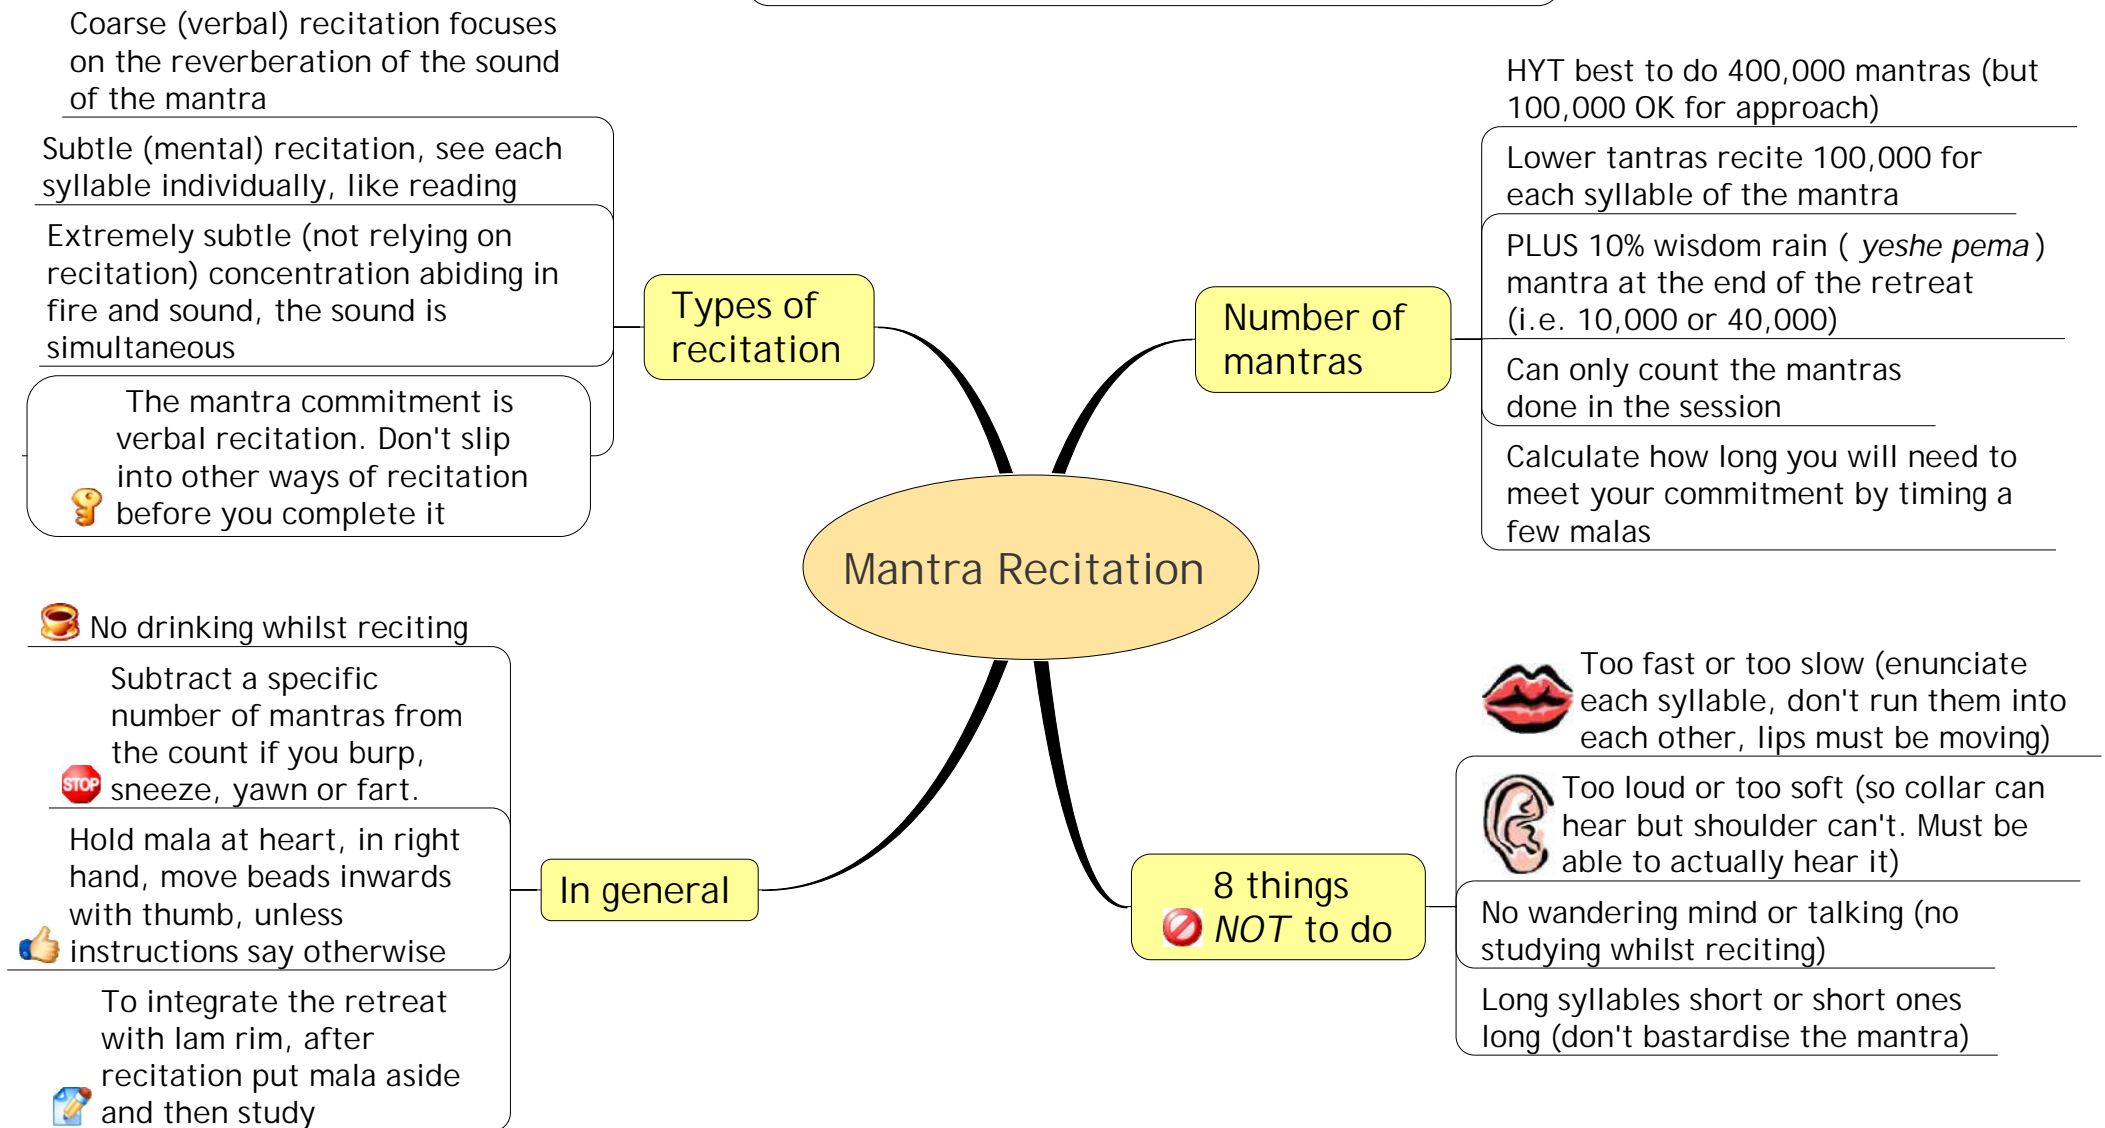 Coarse (verbal) recitation focuses
on the reverberation of the sound
of the mantra
Subtle (mental) recitation, see each
syllable individually, like reading
Extremely subtle (not relying on
recitation) concentration abiding in
fire and sound, the sound is
simultaneous
The mantra commitment is
verbal recitation. Don't slip
into other ways of recitation
before you complete it
Types of
recitation
HYT best to do 400,000 mantras (but
100,000 OK for approach)
Lower tantras recite 100,000 for
each syllable of the mantra
PLUS 10% wisdom rain ( yeshe pema)
mantra at the end of the retreat
(i.e. 10,000 or 40,000)
Can only count the mantras
done in the session
Calculate how long you will need to
meet your commitment by timing a
few malas
Number of
mantras
Mantra Recitation
No drinking whilst reciting
Subtract a specific
number of mantras from
the count if you burp,
STOP sneeze, yawn or fart.
Hold mala at heart, in right
hand, move beads inwards
with thumb, unless
instructions say otherwise
To integrate the retreat
with lam rim, after
recitation put mala aside
and then study
In general
8 things
NOT to do
Too fast or too slow (enunciate
each syllable, don't run them into
each other, lips must be moving)
Too loud or too soft (so collar can
hear but shoulder can't. Must be
able to actually hear it)
No wandering mind or talking (no
studying whilst reciting)
Long syllables short or short ones
long (don't bastardise the mantra)